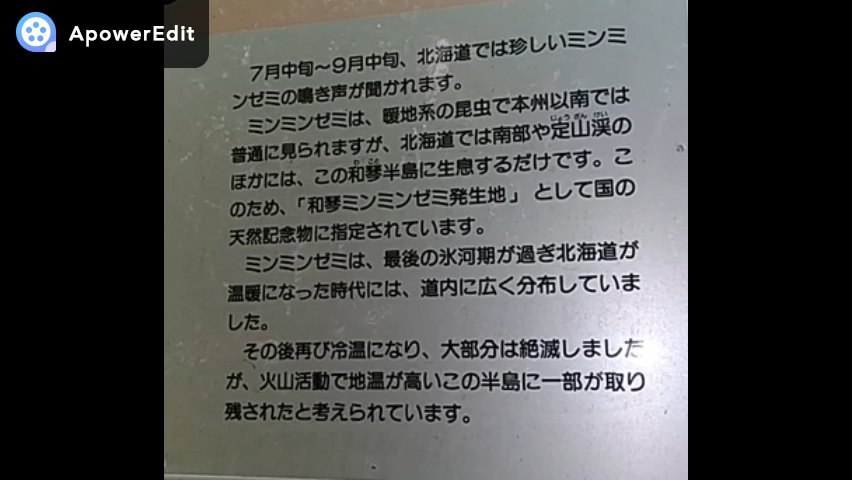 ApowerEdit
7月中旬～9月中旬、北海道では珍しいミンミ
ンゼミの鳴き声が聞かれます。
ミンミンゼミは、暖地系の昆虫で本州以南では
じょう ざん けい
普通に見られますが、北海道では南部や定山渓の
わ こと
ほかには、この和琴半島に生息するだけです。こ
のため、「和琴ミンミンゼミ発生地」として国の
天然記念物に指定されています。
ミンミンゼミは、最後の氷河期が過ぎ北海道が
温暖になった時代には、道内に広く分布していま
した。
その後再び冷温になり、大部分は絶滅しました
が、火山活動で地温が高いこの半島に一部が取り
残されたと考えられています。